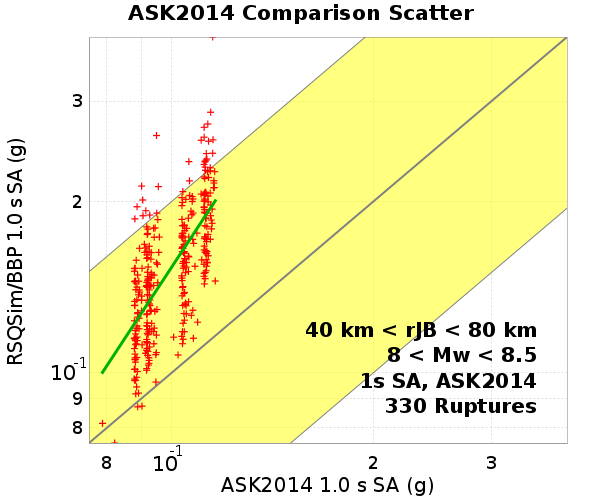 ASK2014 Comparison Scatter
RSQSim/BBP 1.0 s SA (g)
3
2
10-1
9
8
40 km < rJB < 80 km
8 < Mw < 8.5
1s SA, ASK2014
330 Ruptures
8 10-1 2 3
ASK2014 1.0 s SA (g)